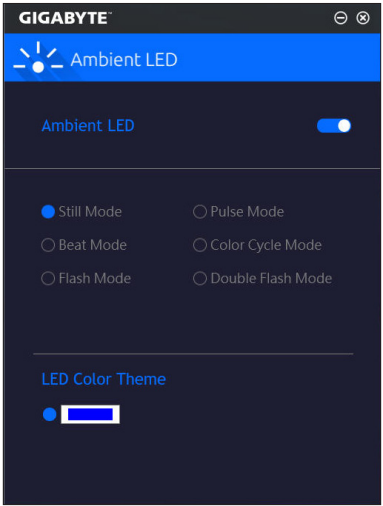 GIGABYTE™
Ambient LED
Ambient LED
Still Mode Pulse Mode
Beat Mode Color Cycle Mode
Flash Mode Double Flash Mode
LED Color Theme